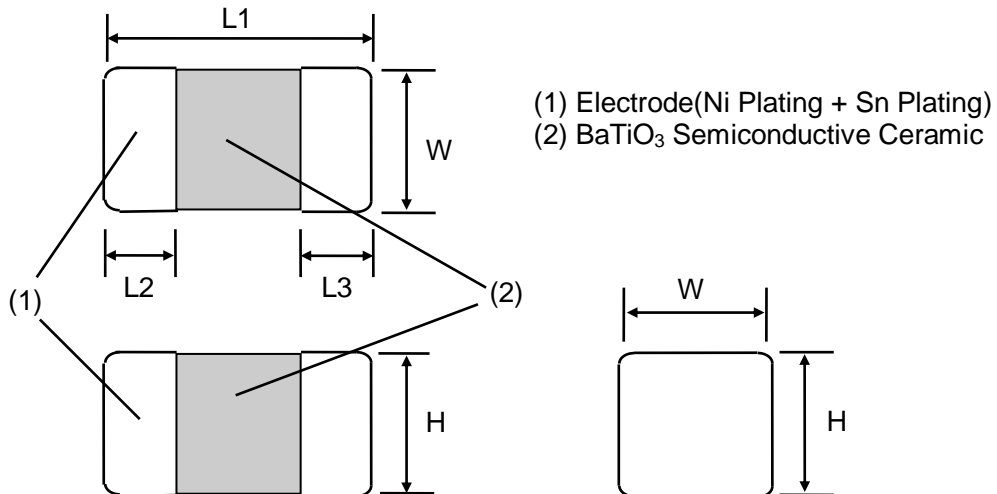 L1
W
(1) Electrode(Ni Plating + Sn Plating)
(2) BaTiO₃ Semiconductive Ceramic
L2
L3
(1)
(2)
W
H
H